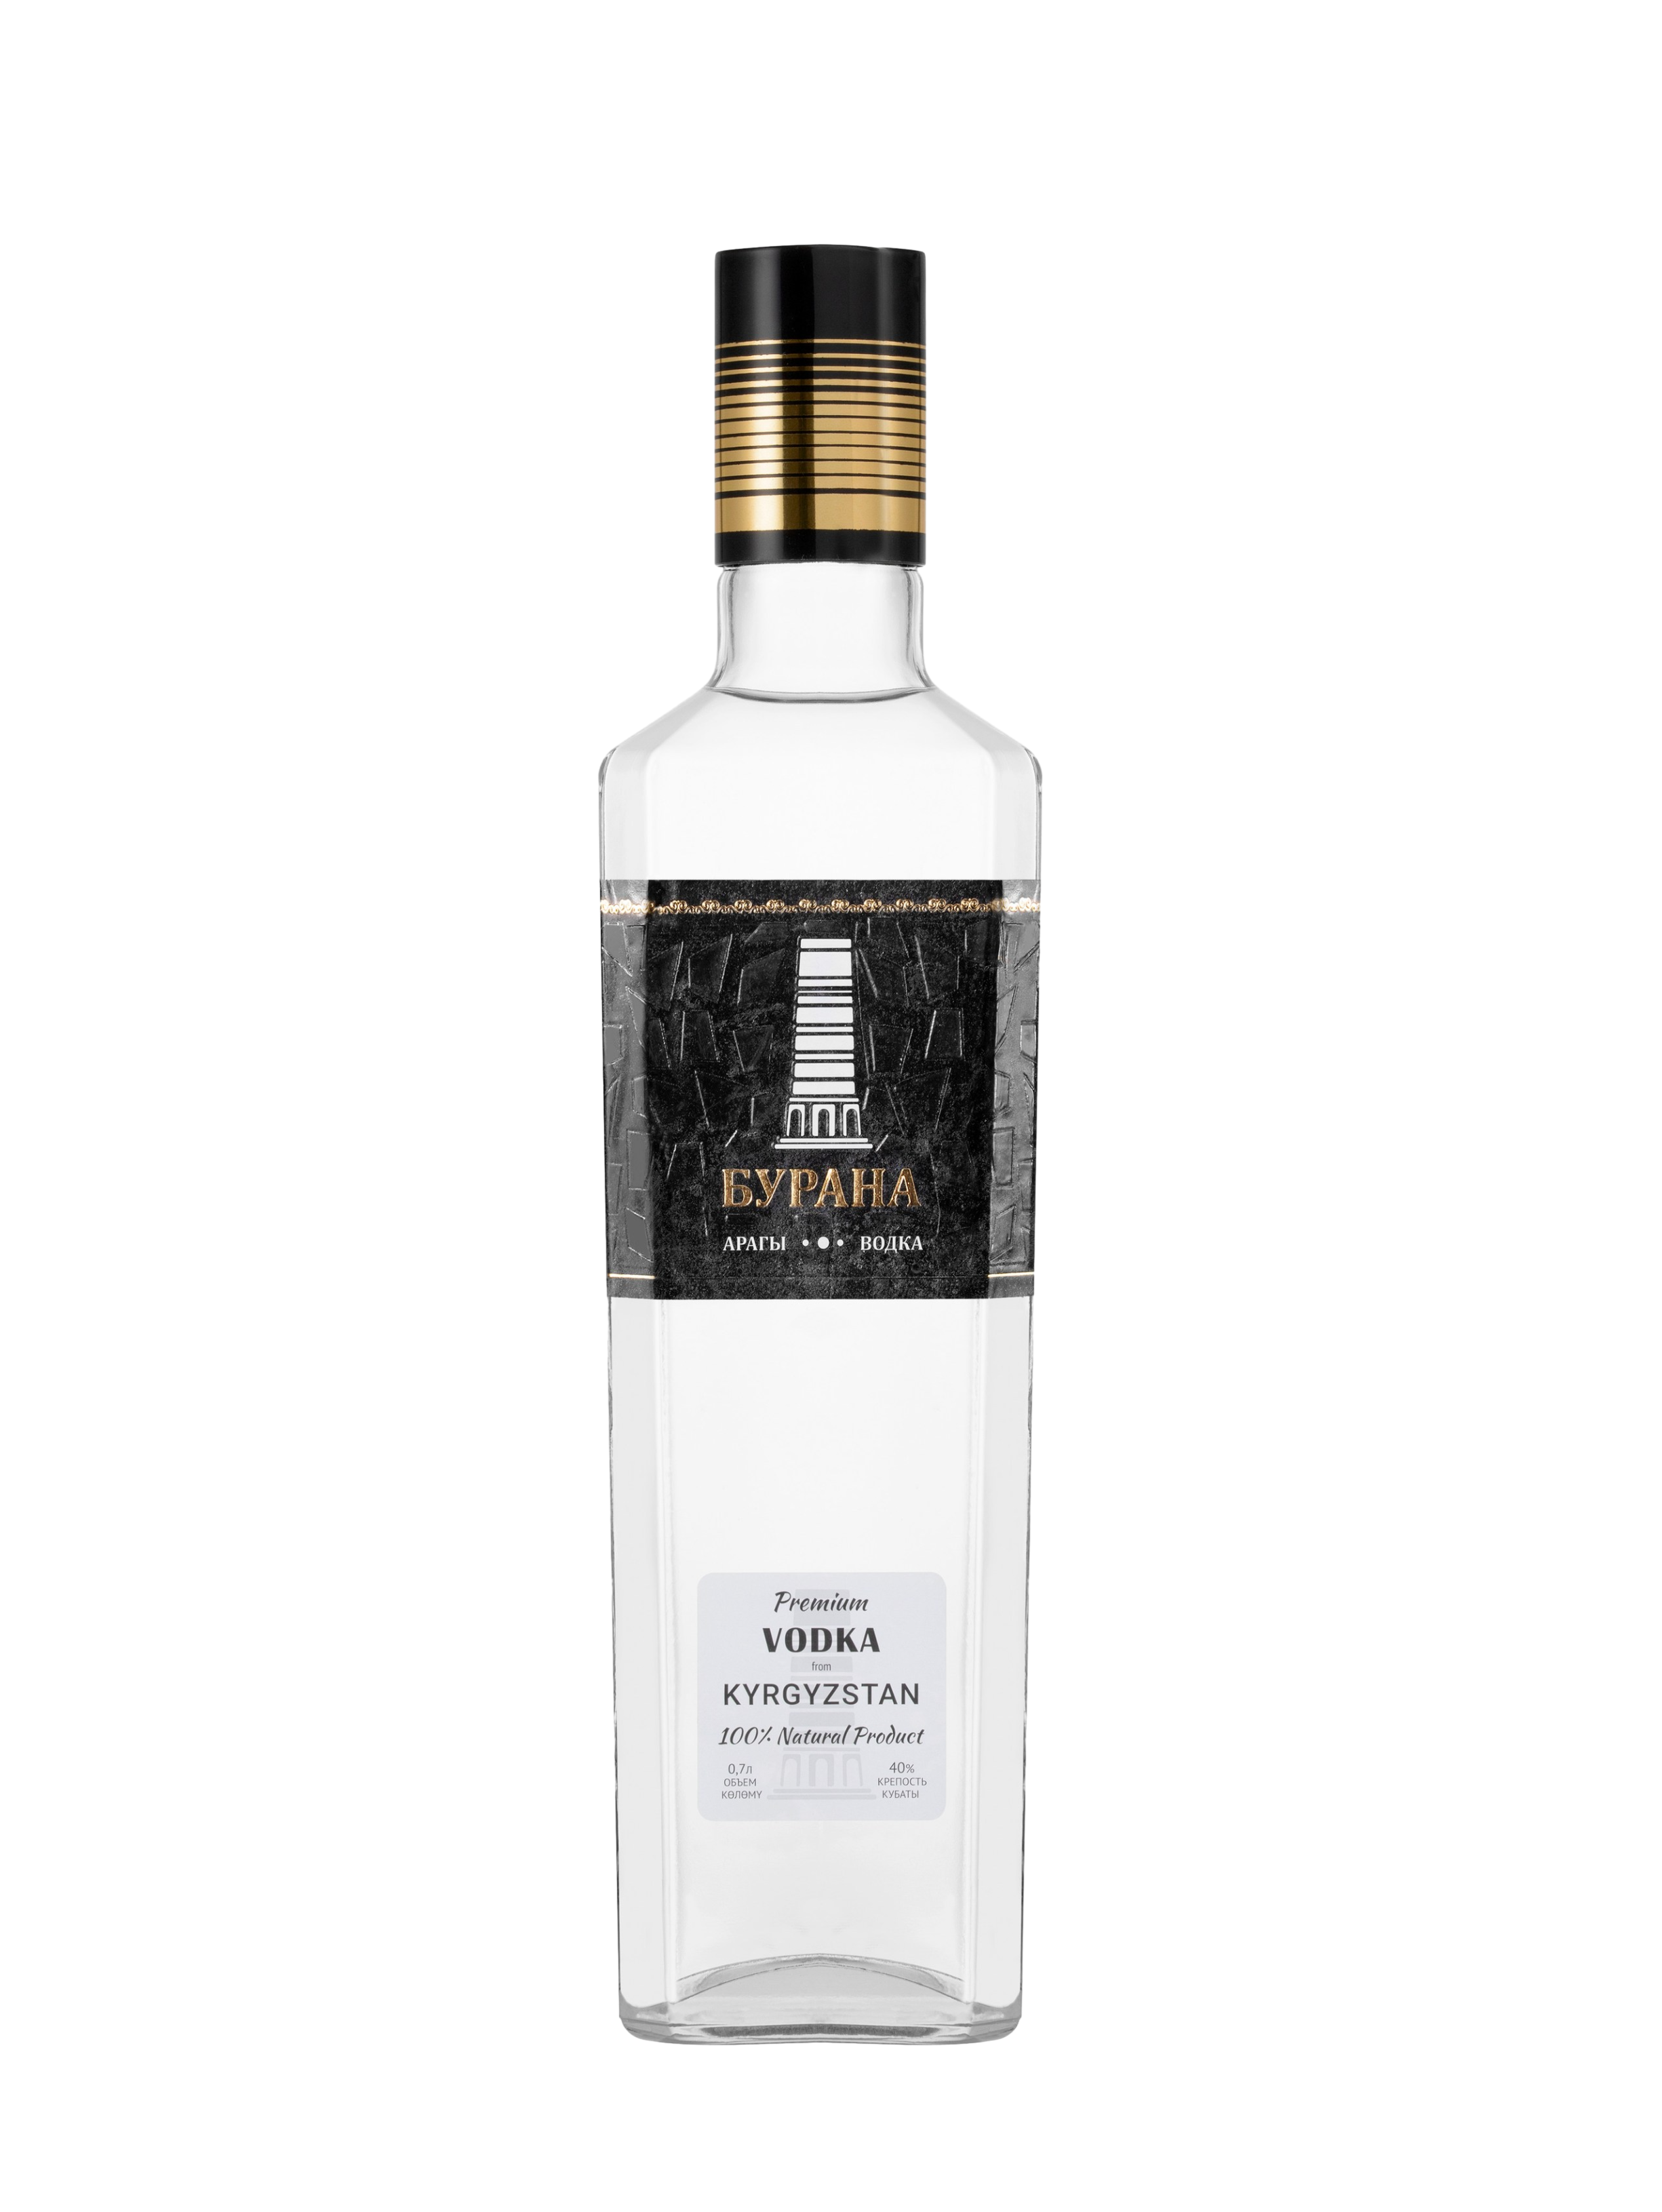 БУРАНА
АРАГЫ • ● • ВОДКА
Premium
VODKA
from
KYRGYZSTAN
100% Natural Product
0,7л 40%
ОБЪЕМ КРЕПОСТЬ
КӨЛӨМҮ КУБАТЫ